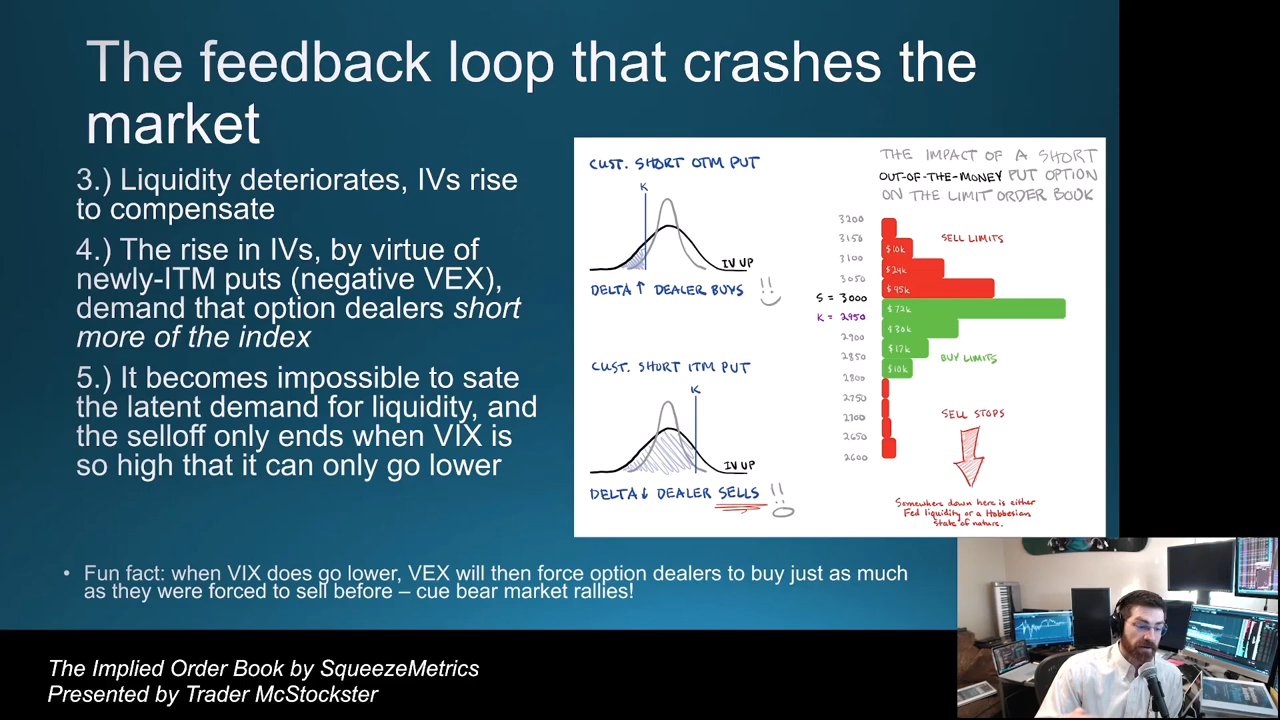 The feedback loop that crashes the
market
3.) Liquidity deteriorates, IVs rise
to compensate
4.) The rise in IVs, by virtue of
newly-ITM puts (negative VEX),
demand that option dealers short
more of the index
5.) It becomes impossible to sate
the latent demand for liquidity, and
the selloff only ends when VIX is
so high that it can only go lower
CUST. SHORT OTM PUT
K
IV UP
DELTA ↑ DEALER BUYS
CUST. SHORT ITM PUT
K
IV UP
DELTA ↓ DEALER SELLS
THE IMPACT OF A SHORT
OUT-OF-THE-MONEY PUT OPTION
ON THE LIMIT ORDER BOOK
3200
3150
SELL LIMITS
$10k
3100
$24k
3050
$45k
S = 3000
$72k
K = 2950
$30k
2900
$17k
2850
BUY LIMITS
$10k
2800
2750
2700
SELL STOPS
2650
2600
Somewhere down here is either
Fed liquidity or a Hobbesian
state of nature.
• Fun fact: when VIX does go lower, VEX will then force option dealers to buy just as much
as they were forced to sell before – cue bear market rallies!
The Implied Order Book by SqueezeMetrics
Presented by Trader McStockster